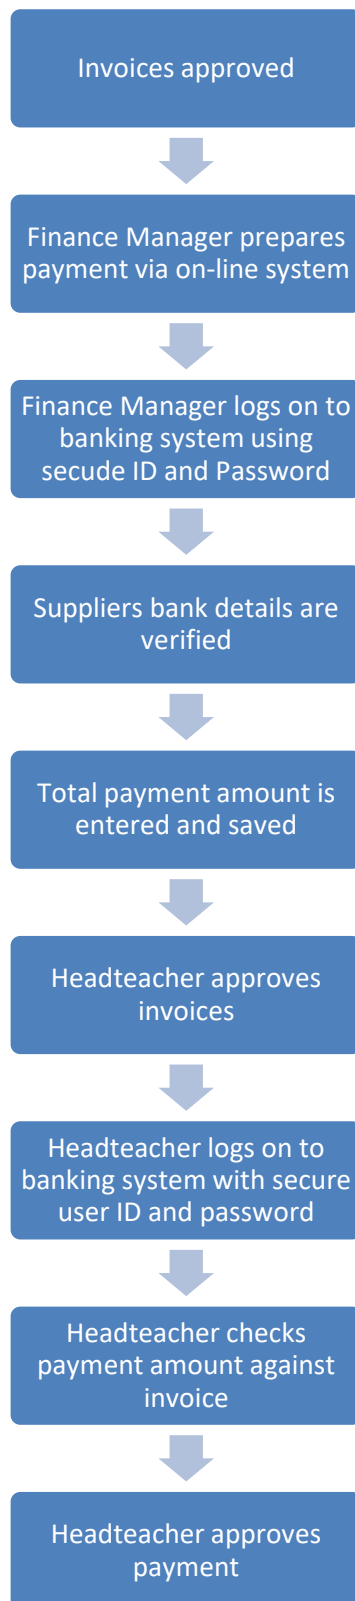 Invoices approved
Finance Manager prepares
payment via on-line system
Finance Manager logs on to
banking system using
secude ID and Password
Suppliers bank details are
verified
Total payment amount is
entered and saved
Headteacher approves
invoices
Headteacher logs on to
banking system with secure
user ID and password
Headteacher checks
payment amount against
invoice
Headteacher approves
payment